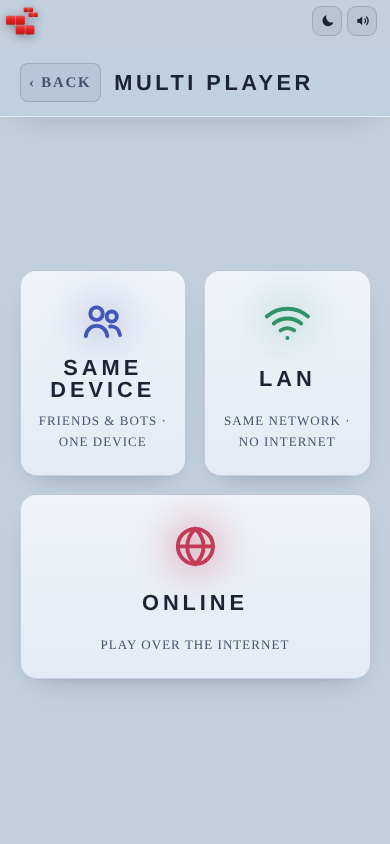 ‹ BACK
MULTI PLAYER
SAME
DEVICE
FRIENDS & BOTS ·
ONE DEVICE
LAN
SAME NETWORK ·
NO INTERNET
ONLINE
PLAY OVER THE INTERNET